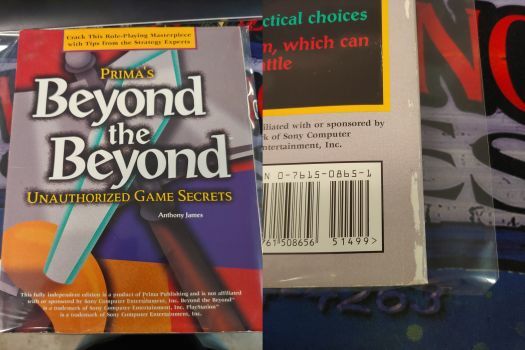 Crack This Role-Playing Masterpiece
with Tips from the Strategy Experts
PRIMA'S
Beyond
the
Beyond
UNAUTHORIZED GAME SECRETS
Anthony James
This fully independent edition is a product of Prima Publishing and is not affiliated
with or sponsored by Sony Computer Entertainment, Inc. Beyond the Beyond™
is a trademark of Sony Computer Entertainment, Inc. PlayStation™
is a trademark of Sony Computer Entertainment, Inc.
ctical choices
n, which can
ttle
filiated with or sponsored by
k of Sony Computer
Entertainment, Inc.
N 0-7615-0865-1
61508656
51499>